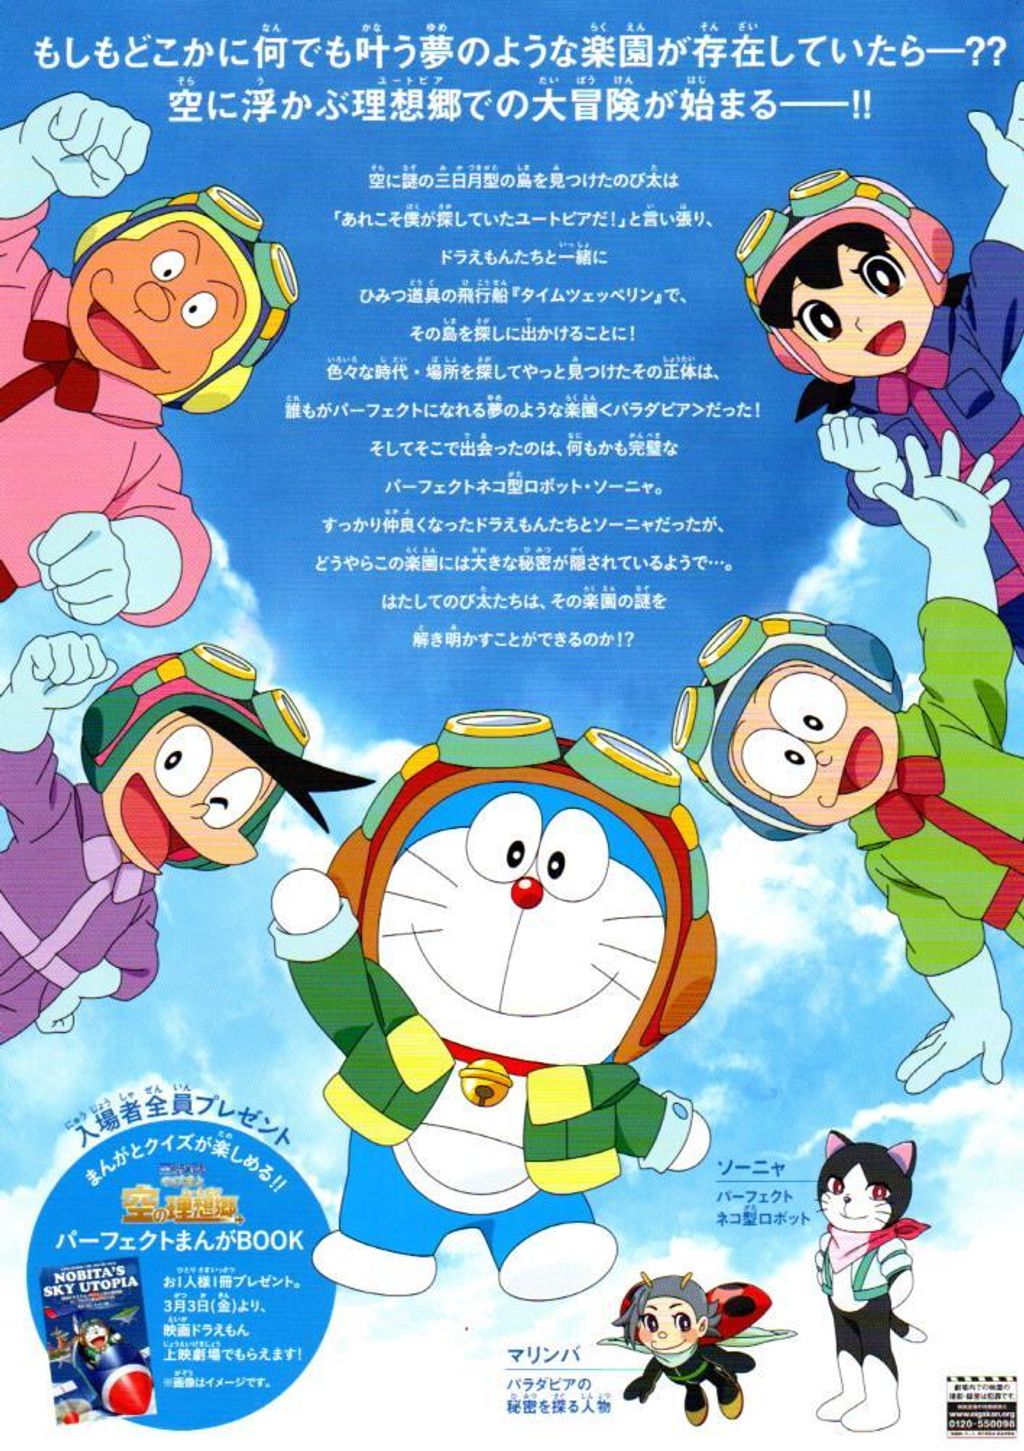 もしもどこかに何でも叶う夢のような楽園が存在していたら—??
空に浮かぶ理想郷での大冒険が始まる——!!
空に謎の三日月型の島を見つけたのび太は
「あれこそ僕が探していたユートピアだ!」と言い張り、
ドラえもんたちと一緒に
ひみつ道具の飛行船『タイムツェッペリン』で、
その島を探しに出かけることに!
色々な時代・場所を探してやっと見つけたその正体は、
誰もがパーフェクトになれる夢のような楽園<パラダピア>だった!
そしてそこで出会ったのは、何もかも完璧な
パーフェクトネコ型ロボット・ソーニャ。
すっかり仲良くなったドラえもんたちとソーニャだったが、
どうやらこの楽園には大きな秘密が隠されているようで…。
はたしてのび太たちは、その楽園の謎を
解き明かすことができるのか!?
入場者全員プレゼント
まんがとクイズが楽しめる!!
空の理想郷
パーフェクトまんがBOOK
NOBITA'S
SKY UTOPIA
お1人様1冊プレゼント。
3月3日(金)より、
映画ドラえもん
上映劇場でもらえます!
※画像はイメージです。
ソーニャ
パーフェクト
ネコ型ロボット
マリンバ
パラダピアの
秘密を探る人物
劇場内での映画の
撮影・録音は犯罪です。
www.eigakan.org
0120-550098